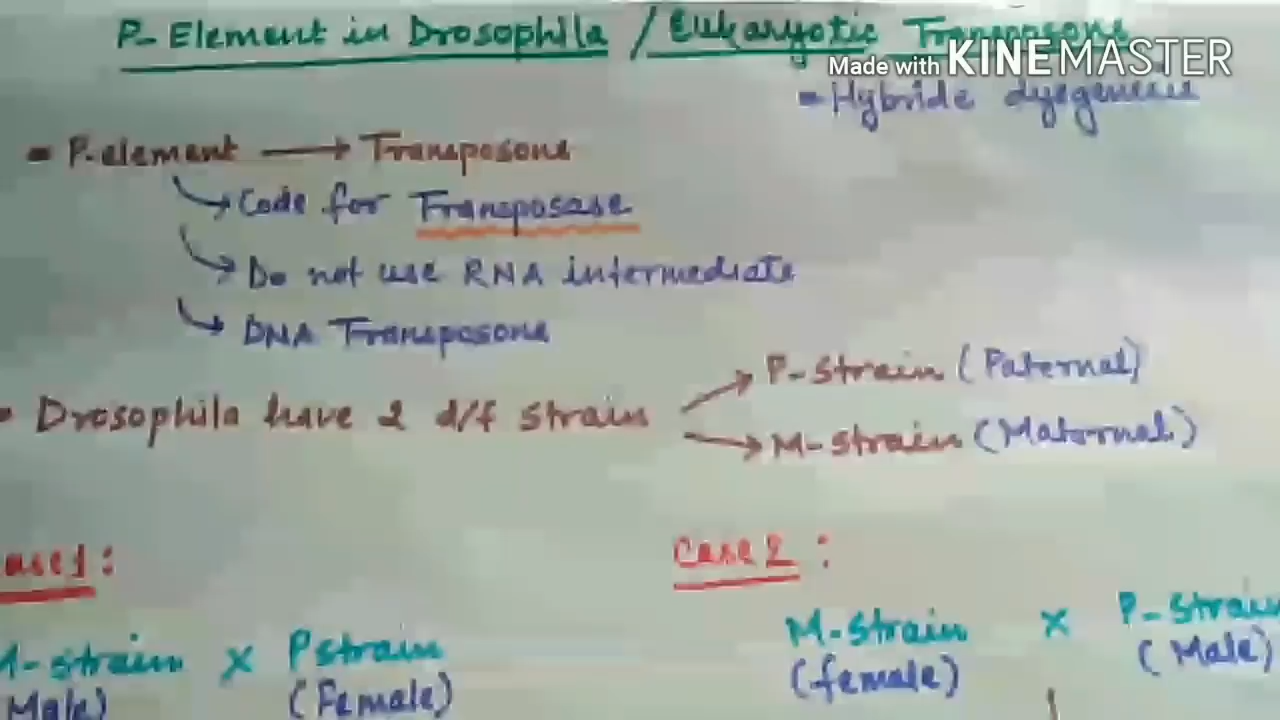 P-Element in Drosophila / Eukaryotic Transposons
Made with KINEMASTER
- Hybride dysgenesis
- P-element → Transposons
Code for Transposase
Do not use RNA intermediate
DNA Transposons
Drosophila have 2 d/f strain
P-Strain (Paternal)
M-Strain (Maternal)
ase1:
Case 2:
-strain × P strain
Male) (Female)
M-strain × P-strain
(female) (Male)